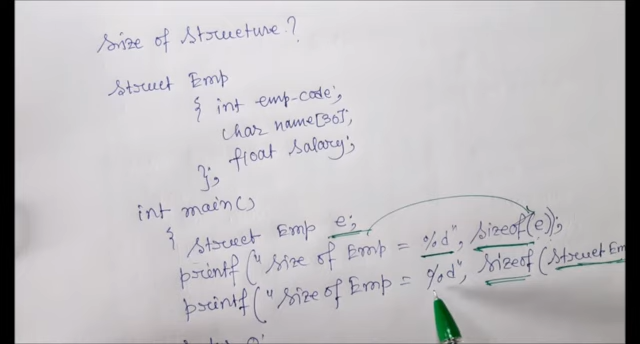 Size of Structure?
Struct Emp
{ int emp-code;
char name[30];
float salary;
};
int main()
{ Struct Emp e;
printf("Size of Emp = %d", sizeof(e));
printf("Size of Emp = %d", sizeof(struct Em